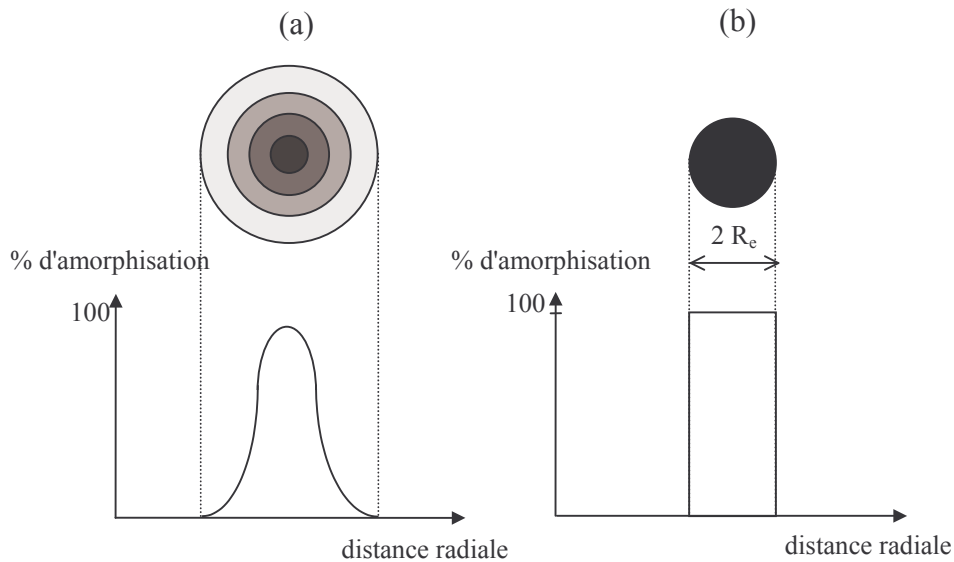 (a)
% d'amorphisation
100
distance radiale
(b)
2 Rₑ
% d'amorphisation
100
distance radiale